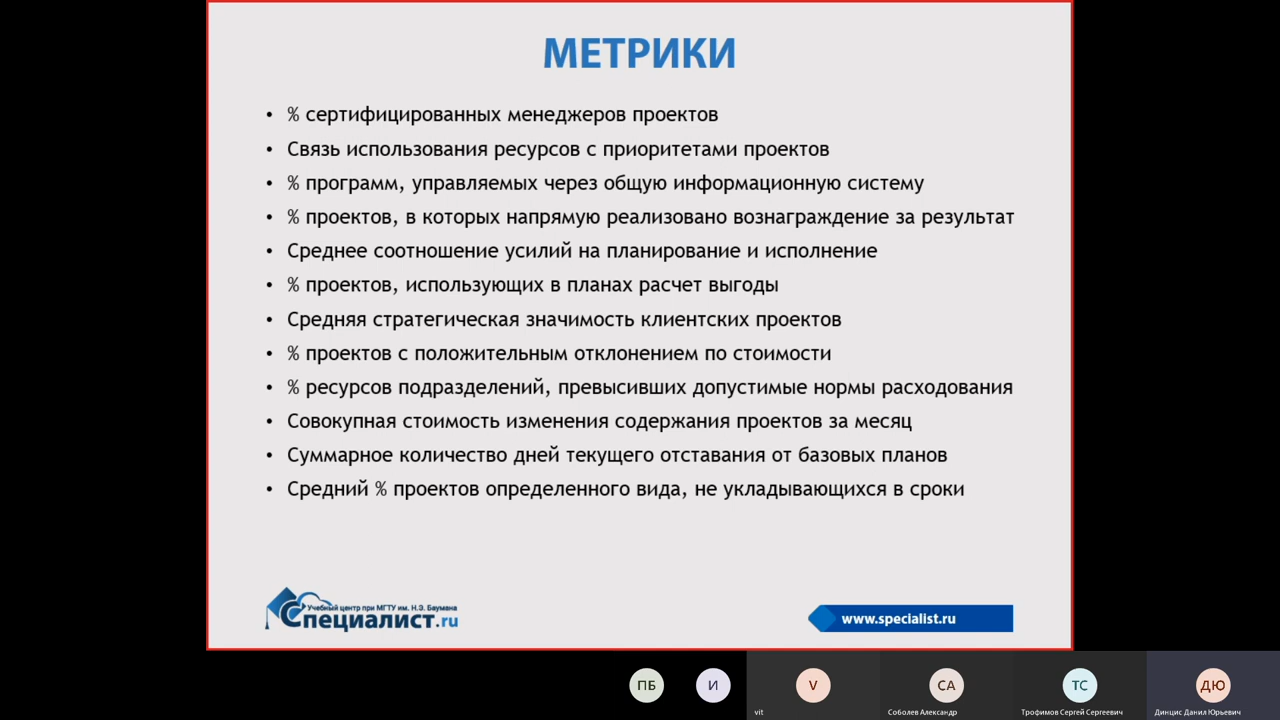 МЕТРИКИ
• % сертифицированных менеджеров проектов
• Связь использования ресурсов с приоритетами проектов
• % программ, управляемых через общую информационную систему
• % проектов, в которых напрямую реализовано вознаграждение за результат
• Среднее соотношение усилий на планирование и исполнение
• % проектов, использующих в планах расчет выгоды
• Средняя стратегическая значимость клиентских проектов
• % проектов с положительным отклонением по стоимости
• % ресурсов подразделений, превысивших допустимые нормы расходования
• Совокупная стоимость изменения содержания проектов за месяц
• Суммарное количество дней текущего отставания от базовых планов
• Средний % проектов определенного вида, не укладывающихся в сроки
Учебный центр при МГТУ им. Н.Э. Баумана
Специалист.ru
www.specialist.ru
ПБ
И
V
СА
ТС
ДЮ
vit
Соболев Александр
Трофимов Сергей Сергеевич
Динцис Данил Юрьевич